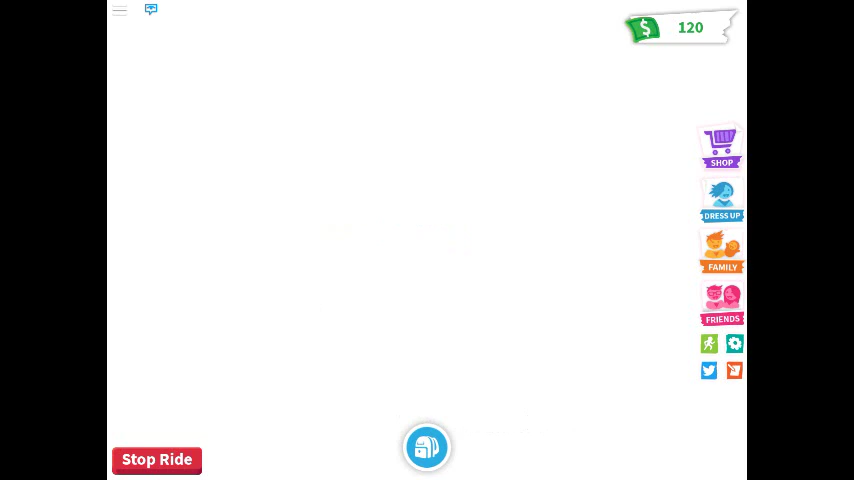 $ 120
SHOP
DRESS UP
FAMILY
FRIENDS
Stop Ride